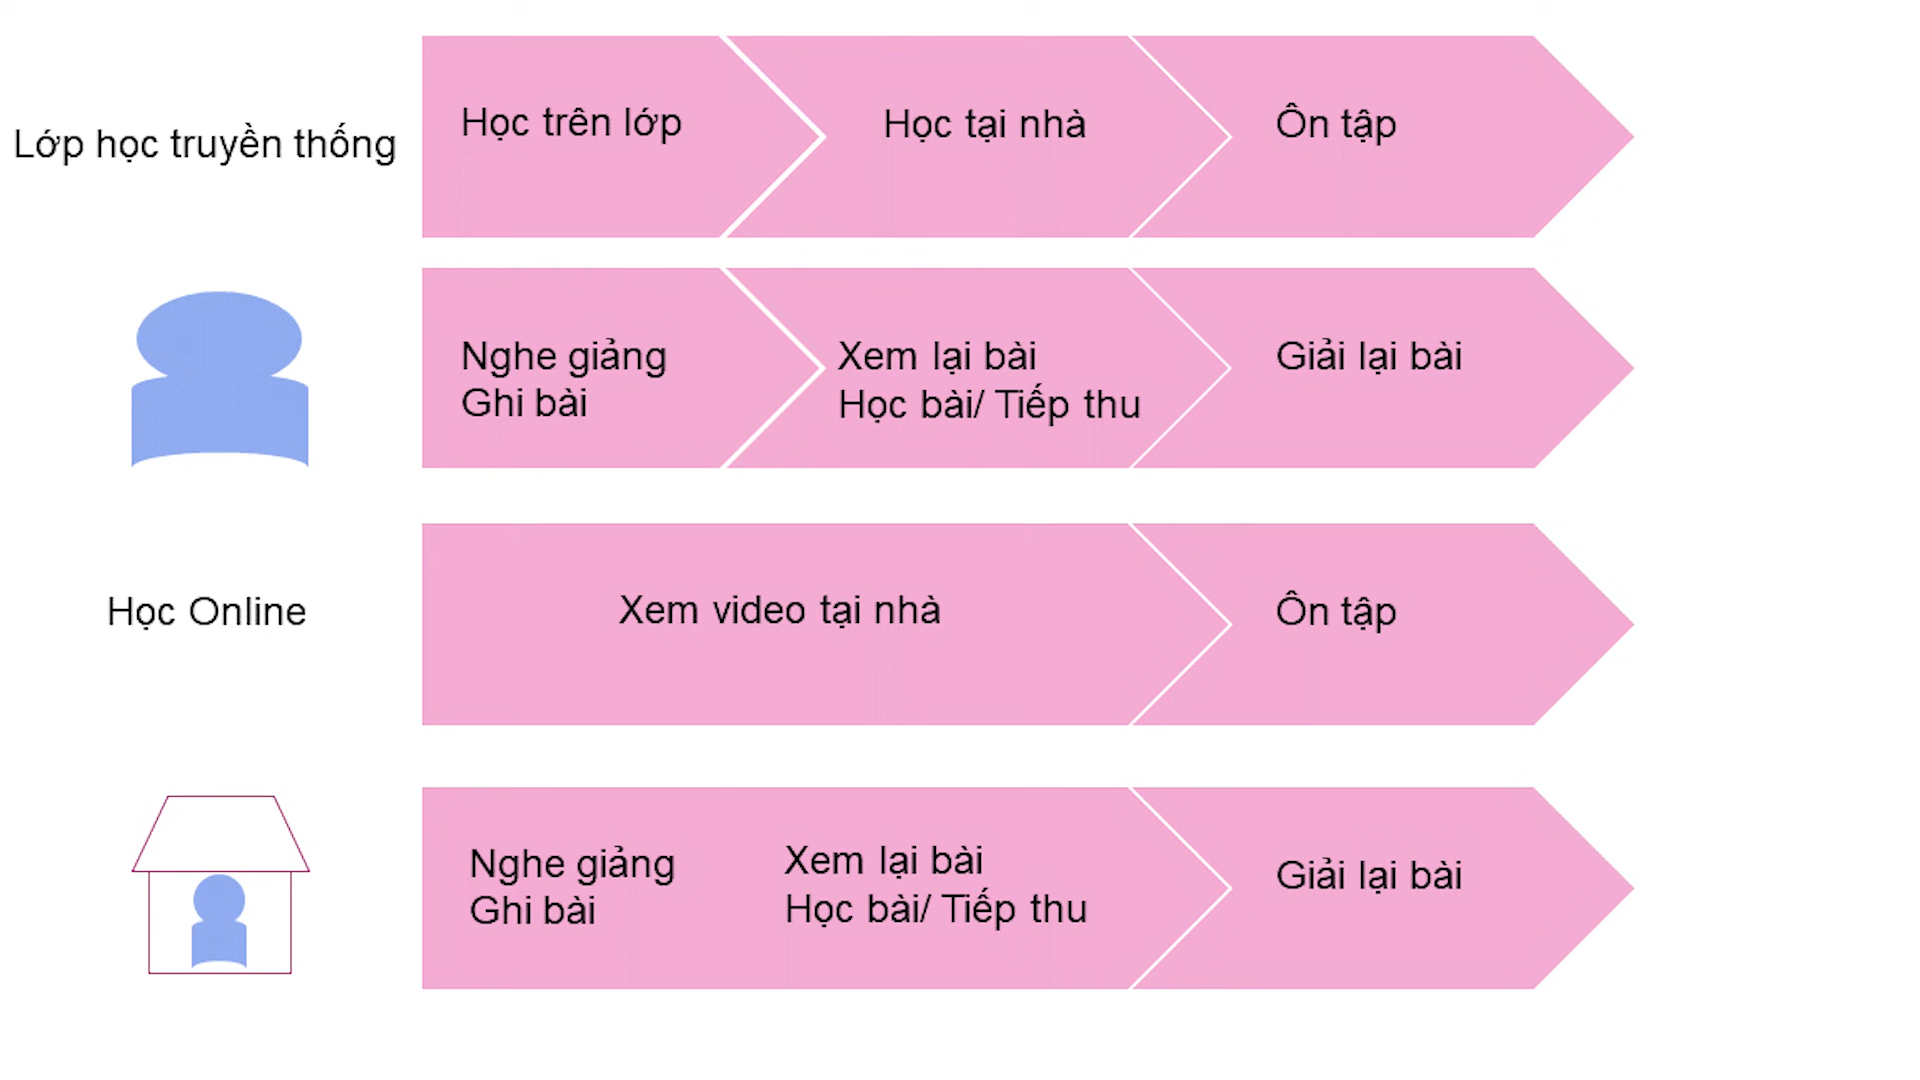 Lớp học truyền thống
Học trên lớp
Học tại nhà
Ôn tập
Nghe giảng
Ghi bài
Xem lại bài
Học bài/ Tiếp thu
Giải lại bài
Học Online
Xem video tại nhà
Ôn tập
Nghe giảng
Ghi bài
Xem lại bài
Học bài/ Tiếp thu
Giải lại bài